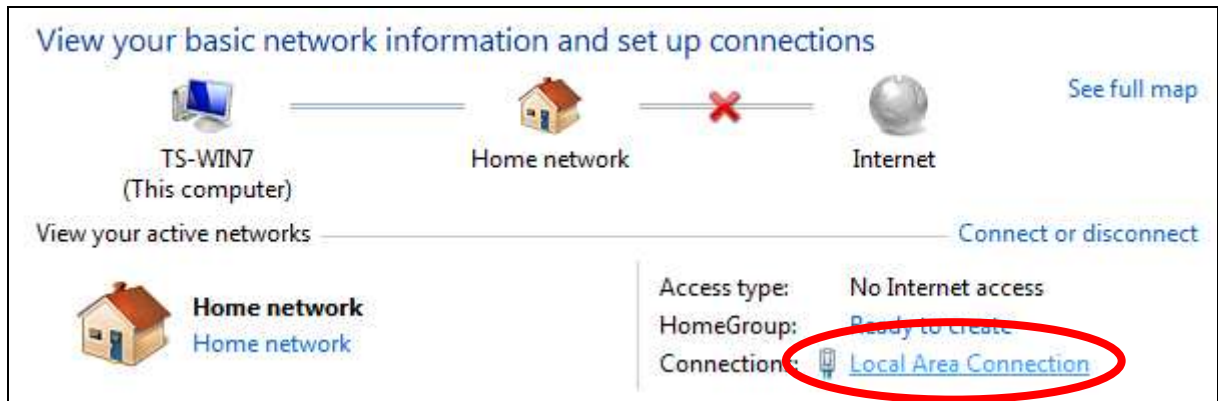 View your basic network information and set up connections
See full map
TS-WIN7 Home network Internet
(This computer)
View your active networks Connect or disconnect
Access type: No Internet access
Home network
HomeGroup: Ready to create
Home network
Connections: Local Area Connection